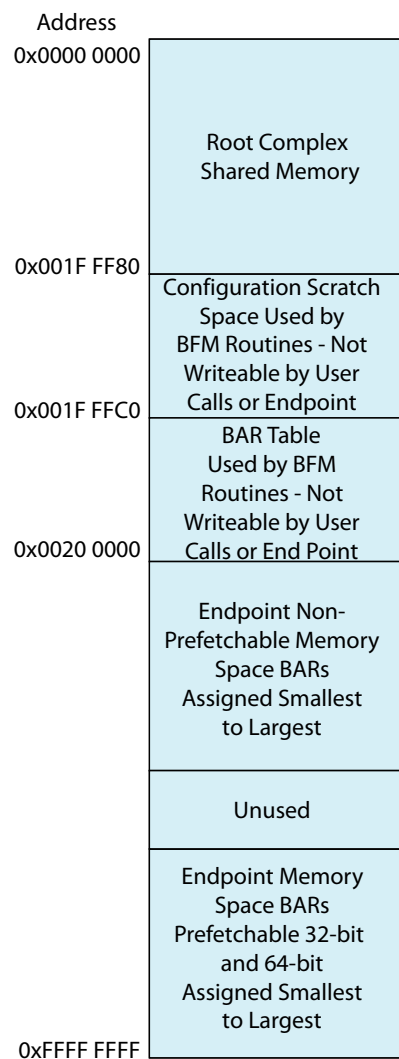 Address
0x0000 0000
Root Complex
Shared Memory
0x001F FF80
Configuration Scratch
Space Used by
BFM Routines - Not
Writeable by User
Calls or Endpoint
0x001F FFC0
BAR Table
Used by BFM
Routines - Not
Writeable by User
Calls or End Point
0x0020 0000
Endpoint Non-
Prefetchable Memory
Space BARs
Assigned Smallest
to Largest
Unused
Endpoint Memory
Space BARs
Prefetchable 32-bit
and 64-bit
Assigned Smallest
to Largest
0xFFFF FFFF